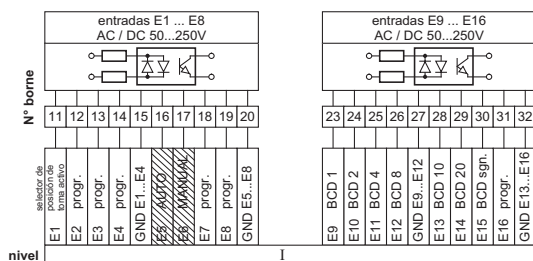 entradas E1 ... E8
AC / DC 50...250V
entradas E9 ... E16
AC / DC 50...250V
N° borne
11 12 13 14 15 16 17 18 19 20
23 24 25 26 27 28 29 30 31 32
selector de
posición de
toma activo
E1
E2 progr.
E3 progr.
E4 progr.
GND E1...E4
E5 AUTO
E6 MANUAL
E7 progr.
E8 progr.
GND E5...E8
E9 BCD 1
E10 BCD 2
E11 BCD 4
E12 BCD 8
GND E9...E12
E13 BCD 10
E14 BCD 20
E15 BCD sgn.
E16 progr.
GND E13...E16
nivel
I